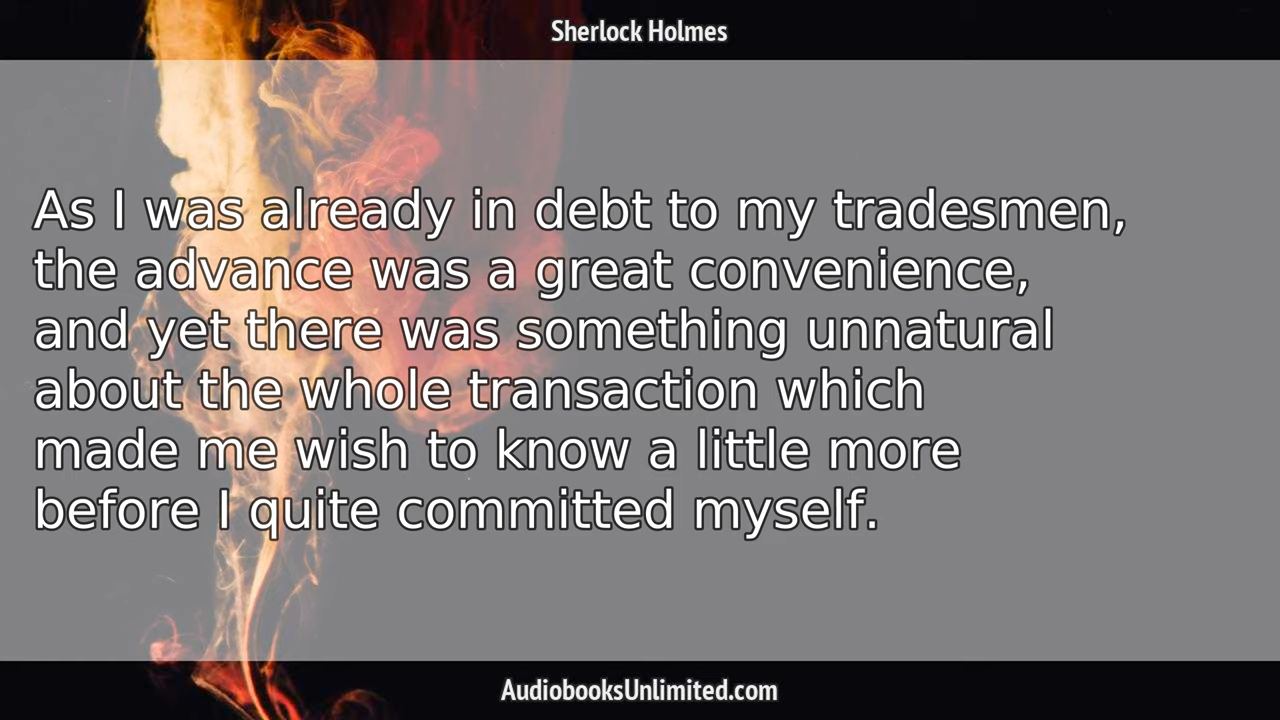 Sherlock Holmes
As I was already in debt to my tradesmen,
the advance was a great convenience,
and yet there was something unnatural
about the whole transaction which
made me wish to know a little more
before I quite committed myself.
AudiobooksUnlimited.com